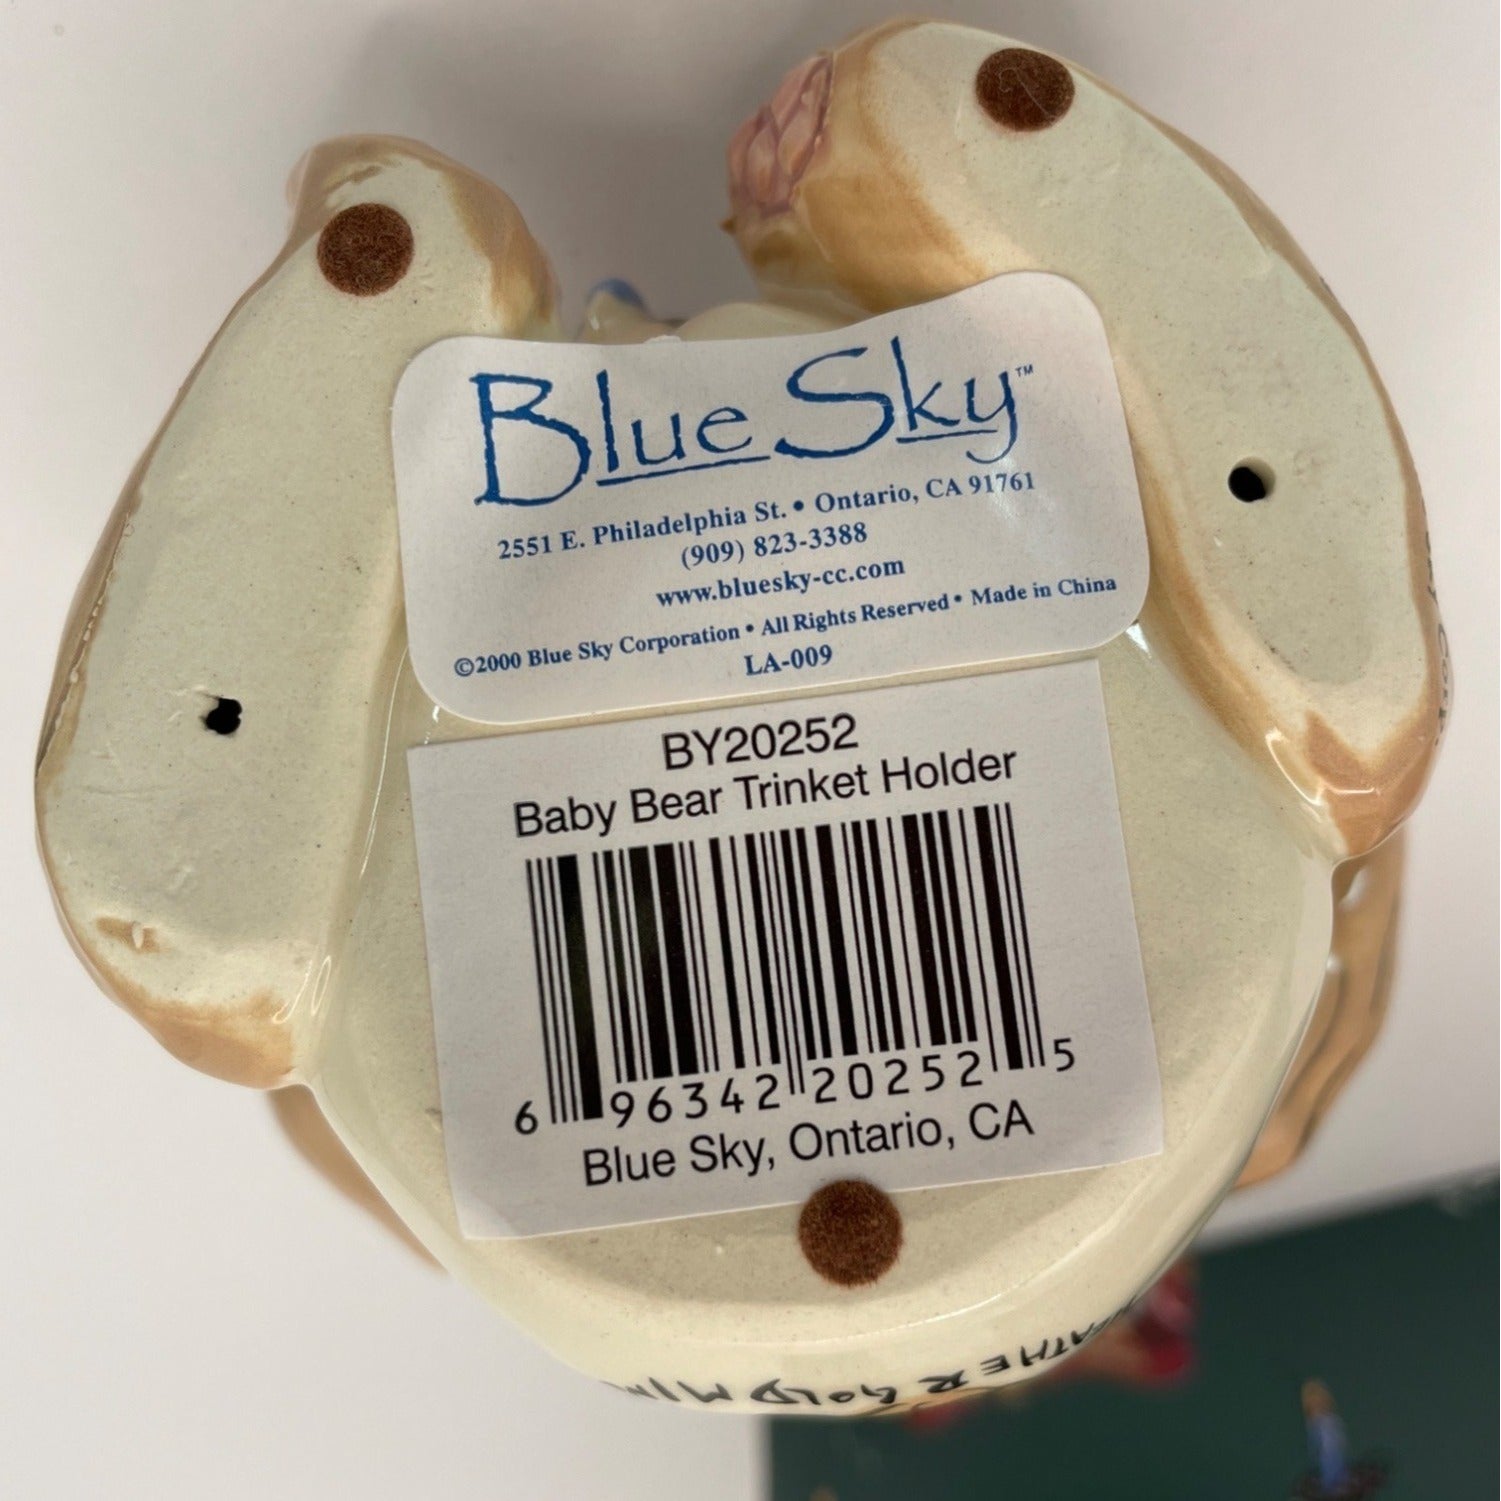 Blue Sky™
2551 E. Philadelphia St. • Ontario, CA 91761
(909) 823-3388
www.bluesky-cc.com
©2000 Blue Sky Corporation • All Rights Reserved • Made in China
LA-009
BY20252
Baby Bear Trinket Holder
6 96342 20252 5
Blue Sky, Ontario, CA
HEATHER GOLDMIN